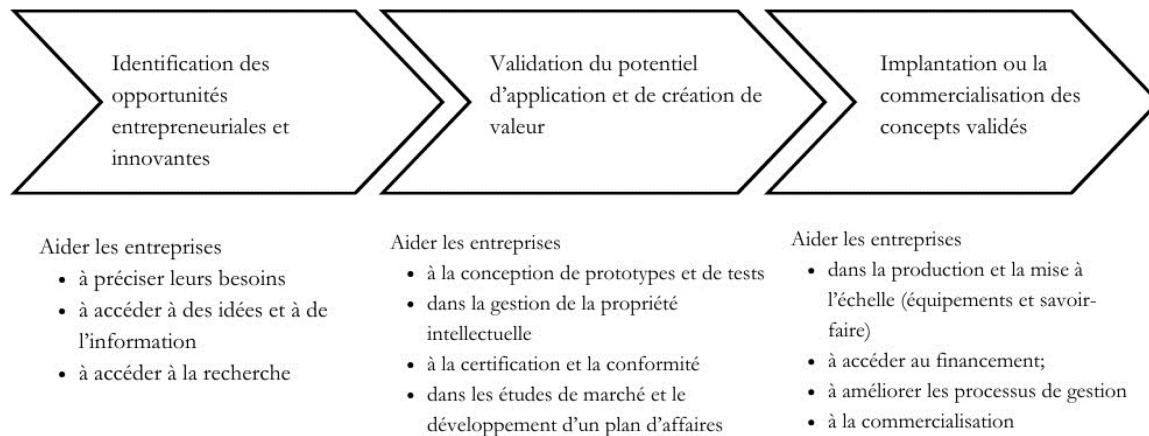 Identification des
opportunités
entrepreneuriales et
innovantes
Validation du potentiel
d’application et de création de
valeur
Implantation ou la
commercialisation des
concepts validés
Aider les entreprises
• à préciser leurs besoins
• à accéder à des idées et à de
l’information
• à accéder à la recherche
Aider les entreprises
• à la conception de prototypes et de tests
• dans la gestion de la propriété
intellectuelle
• à la certification et la conformité
• dans les études de marché et le
développement d’un plan d’affaires
Aider les entreprises
• dans la production et la mise à
l’échelle (équipements et savoir-
faire)
• à accéder au financement;
• à améliorer les processus de gestion
• à la commercialisation